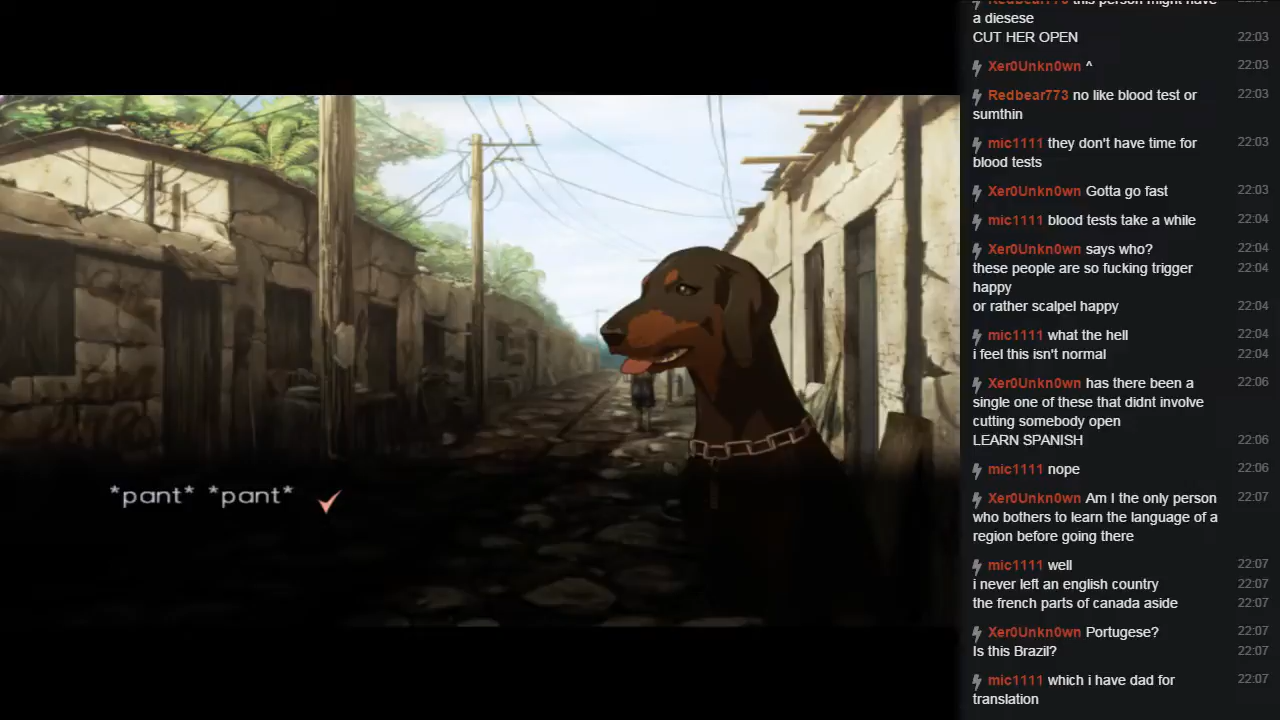 a diesese
CUT HER OPEN 22:03
Xer0Unkn0wn ^ 22:03
Redbear773 no like blood test or 22:03
sumthin
mic1111 they don't have time for 22:03
blood tests
Xer0Unkn0wn Gotta go fast 22:03
mic1111 blood tests take a while 22:04
Xer0Unkn0wn says who? 22:04
these people are so fucking trigger 22:04
happy
or rather scalpel happy 22:04
mic1111 what the hell 22:04
i feel this isn't normal 22:04
Xer0Unkn0wn has there been a 22:06
single one of these that didnt involve
cutting somebody open
LEARN SPANISH 22:06
mic1111 nope 22:06
Xer0Unkn0wn Am I the only person 22:07
who bothers to learn the language of a
region before going there
mic1111 well 22:07
i never left an english country 22:07
the french parts of canada aside 22:07
Xer0Unkn0wn Portugese? 22:07
Is this Brazil? 22:07
mic1111 which i have dad for 22:07
translation
*pant* *pant*